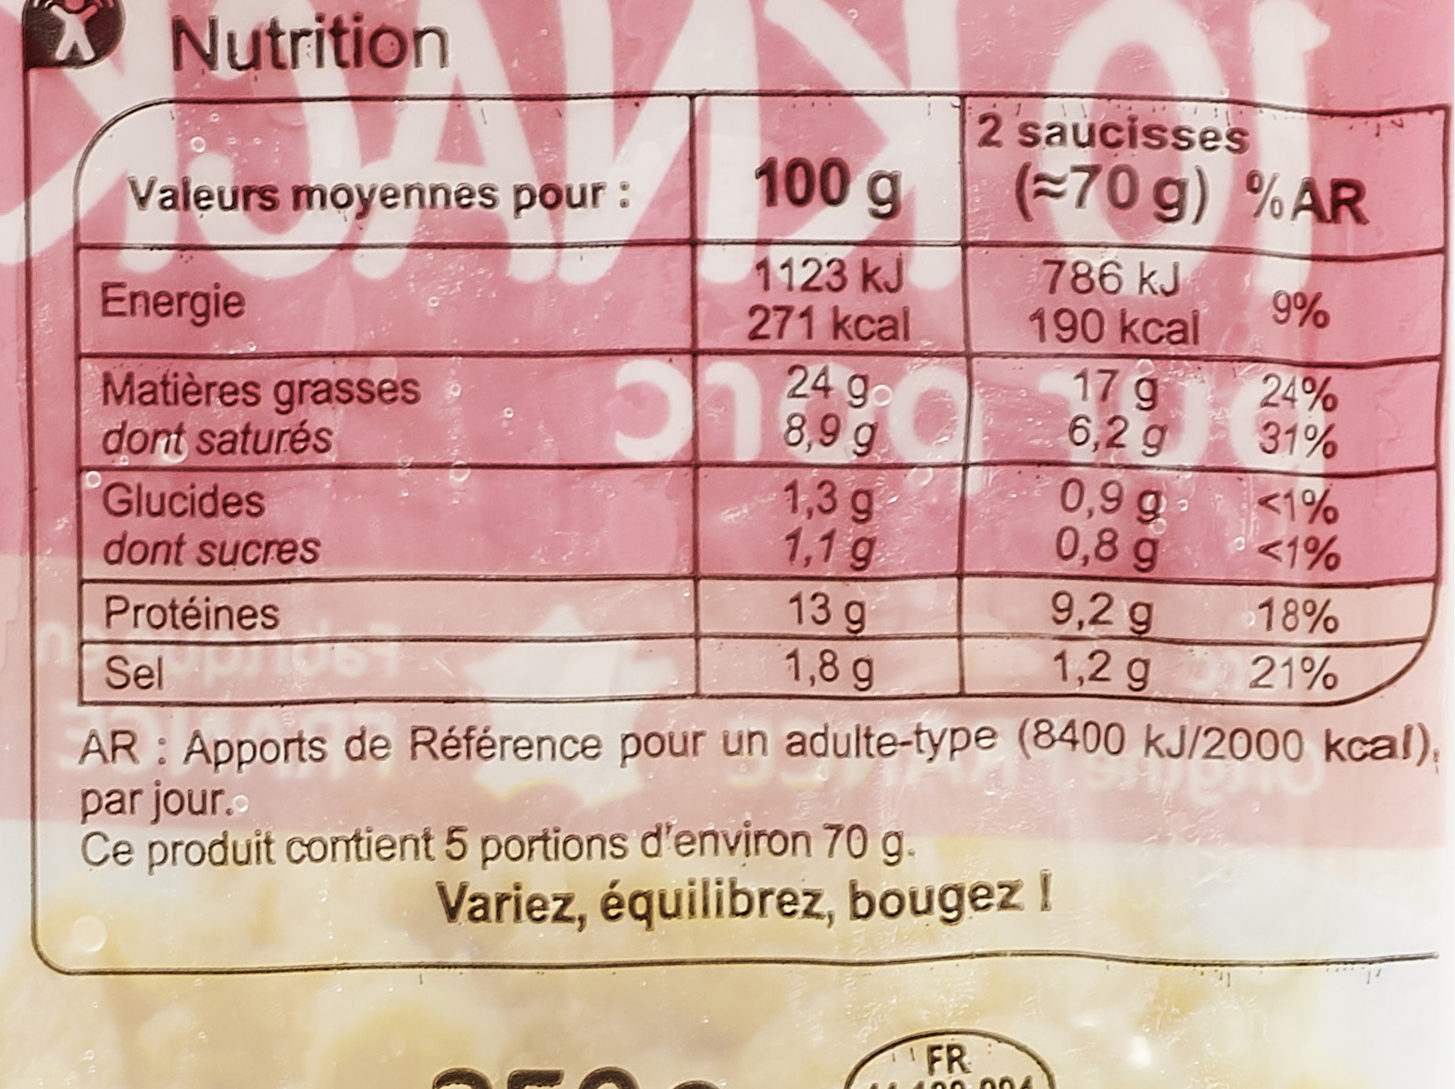 Nutrition
Valeurs moyennes pour : 100 g 2 saucisses (≈70 g) %AR
Energie 1123 kJ 271 kcal 786 kJ 190 kcal 9%
Matières grasses 24 g 17 g 24%
dont saturés 8,9 g 6,2 g 31%
Glucides 1,3 g 0,9 g <1%
dont sucres 1,1 g 0,8 g <1%
Protéines 13 g 9,2 g 18%
Sel 1,8 g 1,2 g 21%
AR : Apports de Référence pour un adulte-type (8400 kJ/2000 kcal),
par jour.
Ce produit contient 5 portions d'environ 70 g.
Variez, équilibrez, bougez !
FR